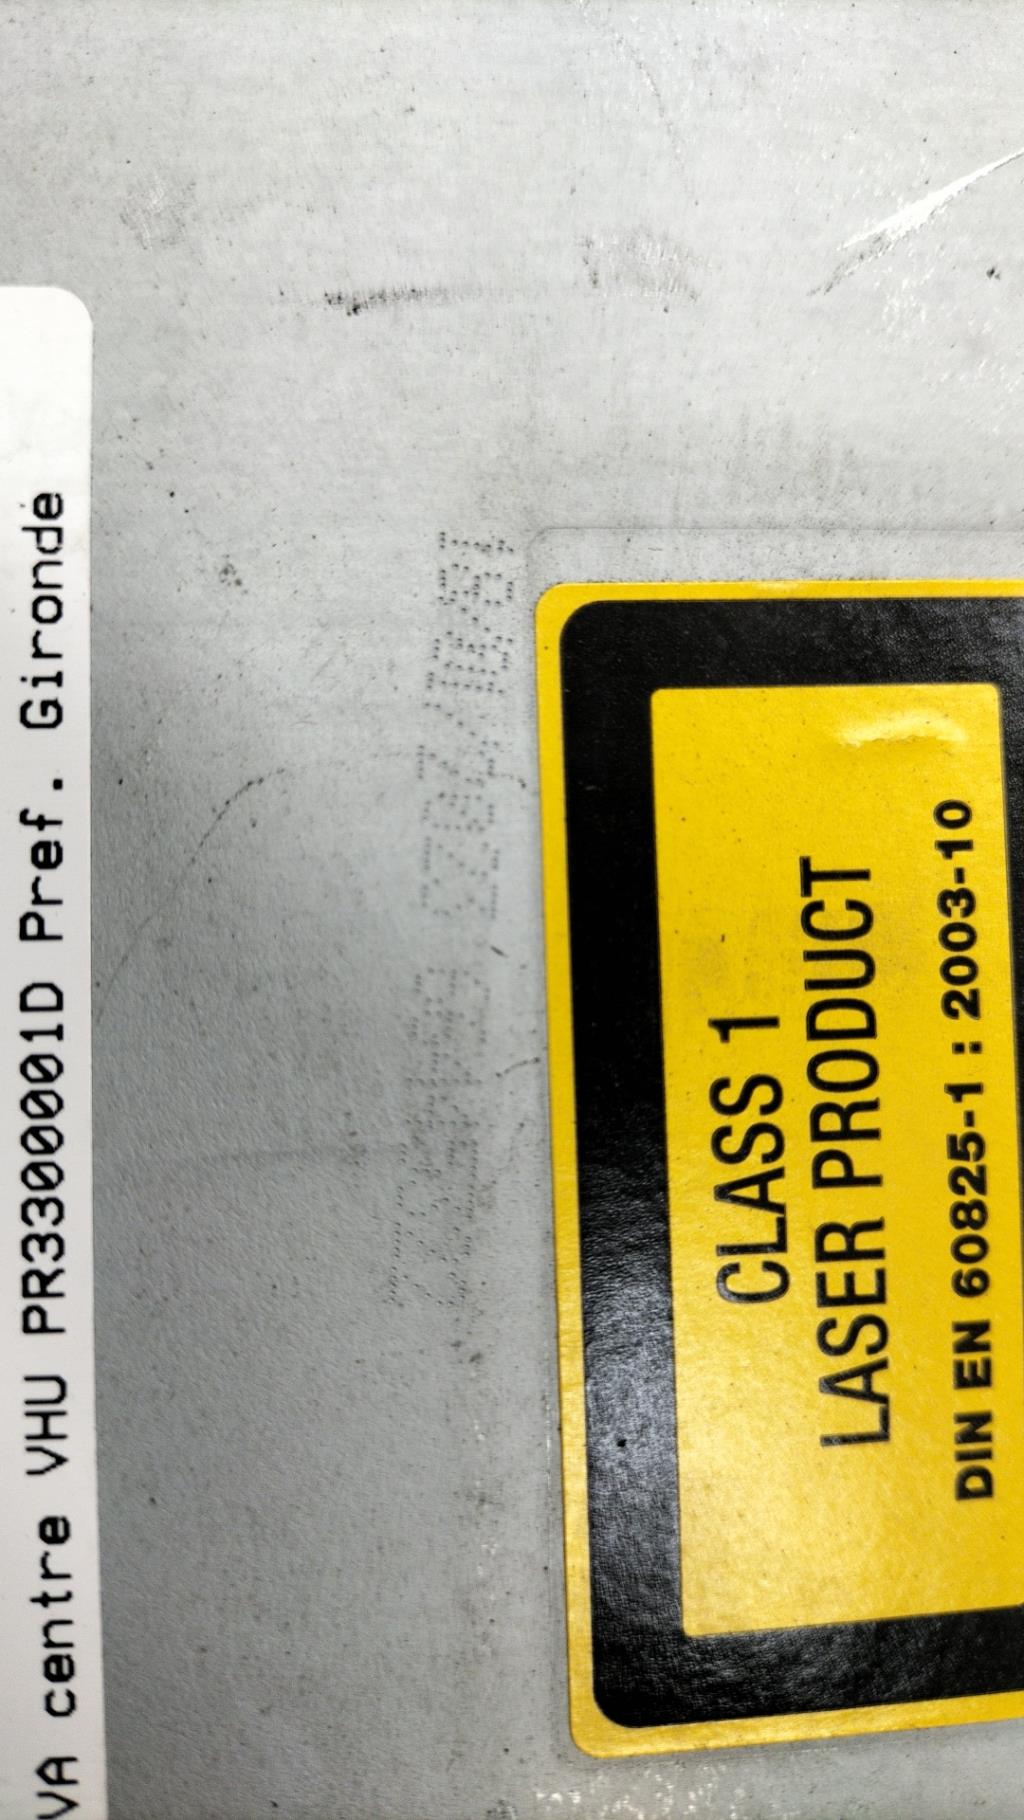 VA centre VHU PR3300001D Pref. Gironde
CLASS 1
LASER PRODUCT
DIN EN 60825-1 : 2003-10